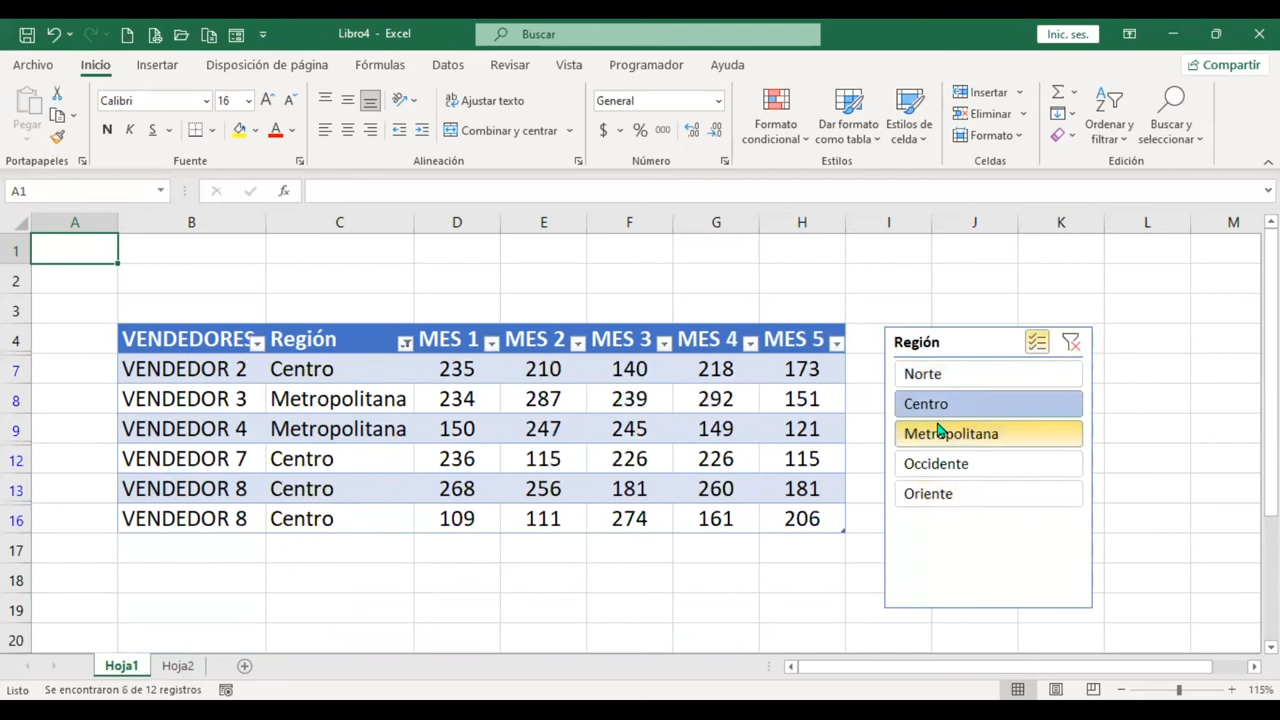 Libro4 - Excel
Buscar
Inic. ses.
Archivo Inicio Insertar Disposición de página Fórmulas Datos Revisar Vista Programador Ayuda
Compartir
Pegar
Calibri 16
N K S
Ajustar texto
Combinar y centrar
General
$ % 000
Formato condicional
Dar formato como tabla
Estilos de celda
Insertar
Eliminar
Formato
Ordenar y filtrar
Buscar y seleccionar
Portapapeles Fuente Alineación Número Estilos Celdas Edición
A1 fx
A B C D E F G H I J K L M
1
2
3
4 VENDEDORES Región MES 1 MES 2 MES 3 MES 4 MES 5
7 VENDEDOR 2 Centro 235 210 140 218 173
8 VENDEDOR 3 Metropolitana 234 287 239 292 151
9 VENDEDOR 4 Metropolitana 150 247 245 149 121
12 VENDEDOR 7 Centro 236 115 226 226 115
13 VENDEDOR 8 Centro 268 256 181 260 181
16 VENDEDOR 8 Centro 109 111 274 161 206
17
18
19
20
Región
Norte
Centro
Metropolitana
Occidente
Oriente
Hoja1 Hoja2
Listo Se encontraron 6 de 12 registros 115%